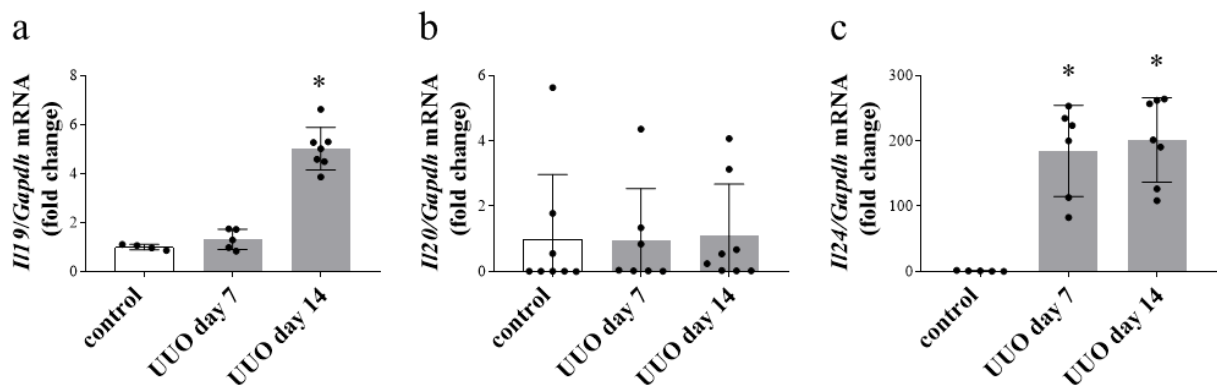 a
Il19/Gapdh mRNA
(fold change)
8
6
4
2
0
*
control
UUO day 7
UUO day 14
b
Il20/Gapdh mRNA
(fold change)
6
4
2
0
control
UUO day 7
UUO day 14
c
Il24/Gapdh mRNA
(fold change)
300
200
100
0
*
*
control
UUO day 7
UUO day 14